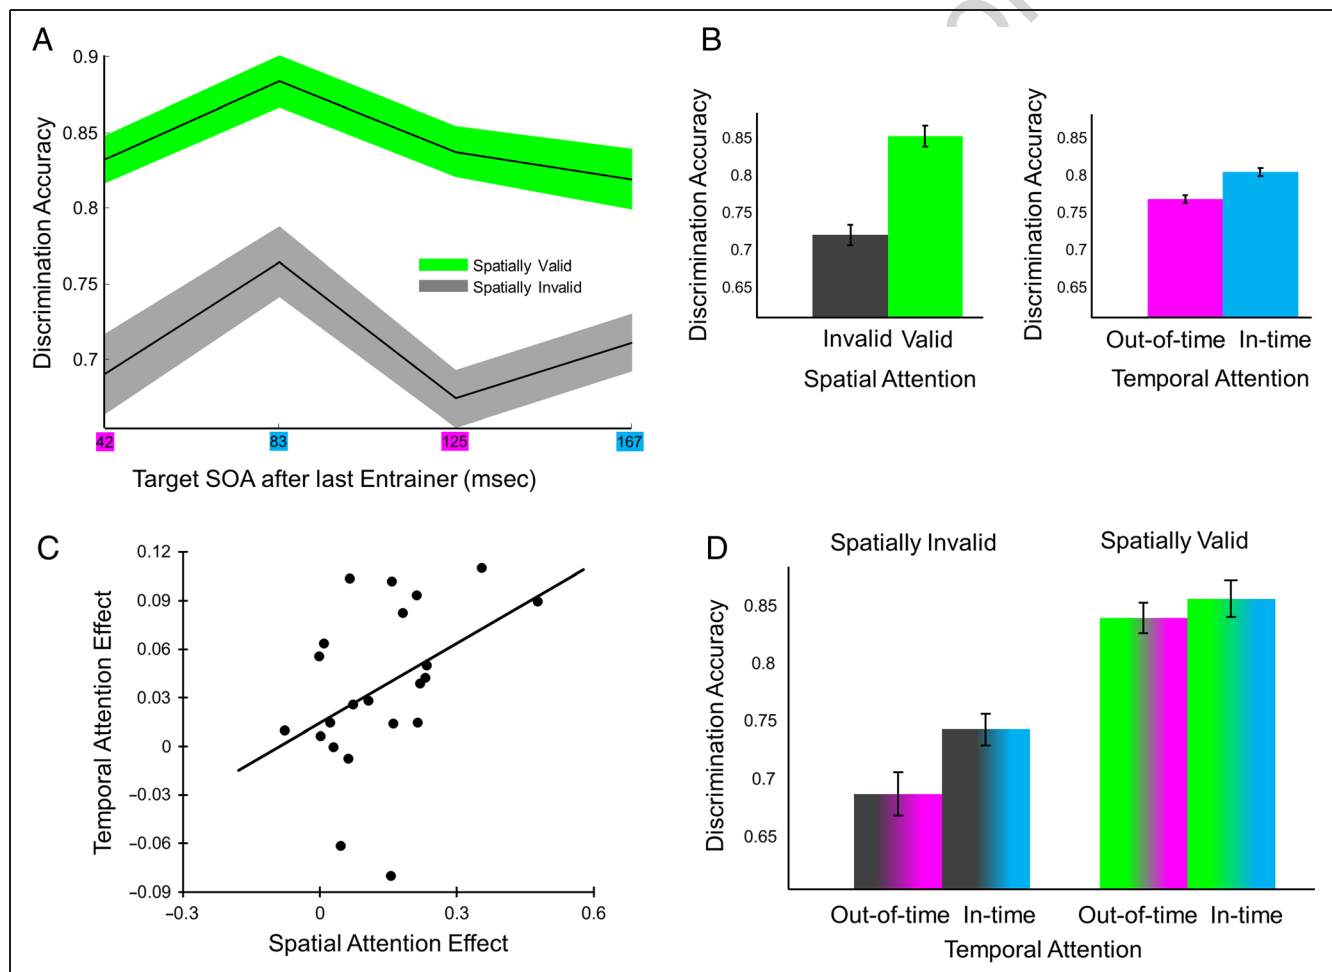 A
0.9
0.85
0.8
0.75
0.7
Discrimination Accuracy
Spatially Valid
Spatially Invalid
42 83 125 167
Target SOA after last Entrainer (msec)
B
Discrimination Accuracy
0.85
0.8
0.75
0.7
0.65
Invalid Valid
Spatial Attention
Discrimination Accuracy
0.85
0.8
0.75
0.7
0.65
Out-of-time In-time
Temporal Attention
C
Temporal Attention Effect
0.12
0.09
0.06
0.03
0
−0.03
−0.06
−0.09
−0.3 0 0.3 0.6
Spatial Attention Effect
D
Spatially Invalid Spatially Valid
Discrimination Accuracy
0.85
0.8
0.75
0.7
0.65
Out-of-time In-time Out-of-time In-time
Temporal Attention